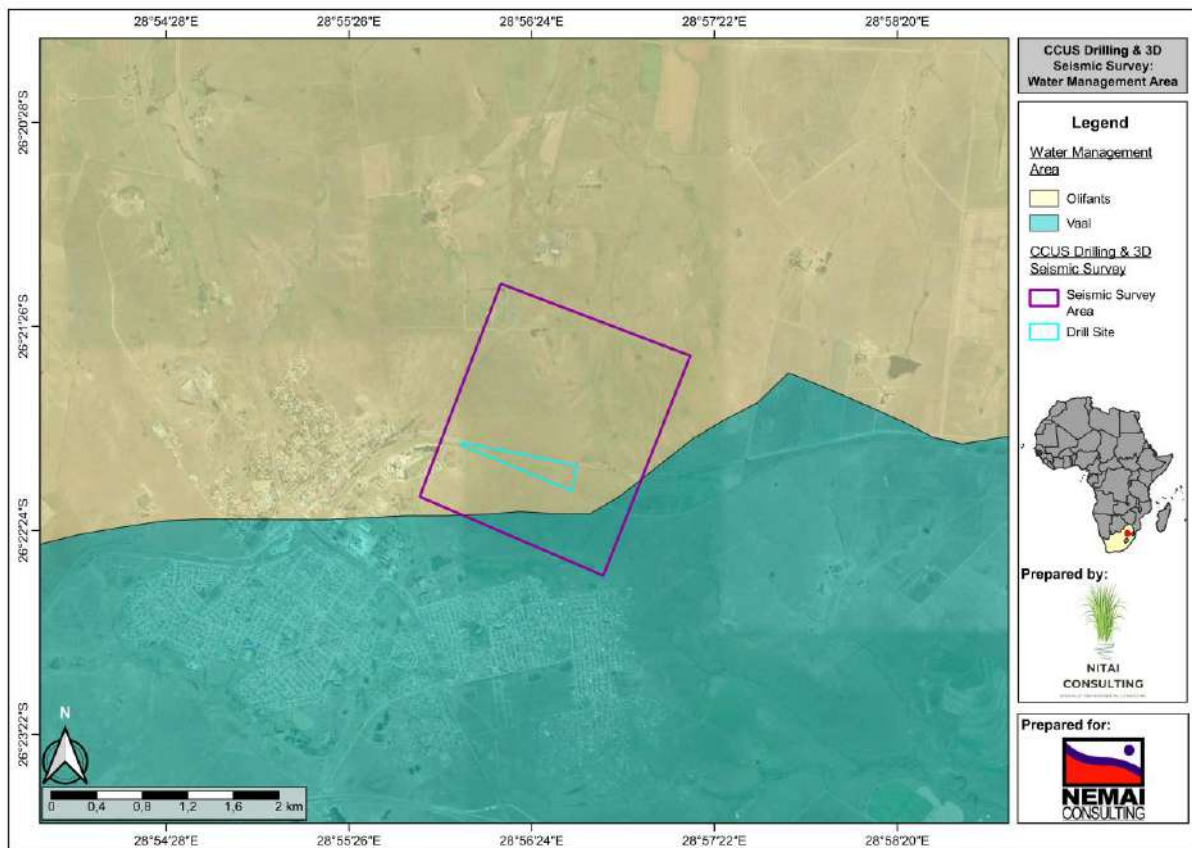 28°54'28"E 28°55'26"E 28°56'24"E 28°57'22"E 28°58'20"E
CCUS Drilling & 3D
Seismic Survey:
Water Management Area
Legend
Water Management
Area
Olifants
Vaal
CCUS Drilling & 3D
Seismic Survey
Seismic Survey
Area
Drill Site
Prepared by:
NITAI
CONSULTING
Prepared for:
NEMAI
CONSULTING
26°20'28"S
26°21'26"S
26°22'24"S
26°23'22"S
N
0 0,4 0,8 1,2 1,6 2 km
28°54'28"E 28°55'26"E 28°56'24"E 28°57'22"E 28°58'20"E